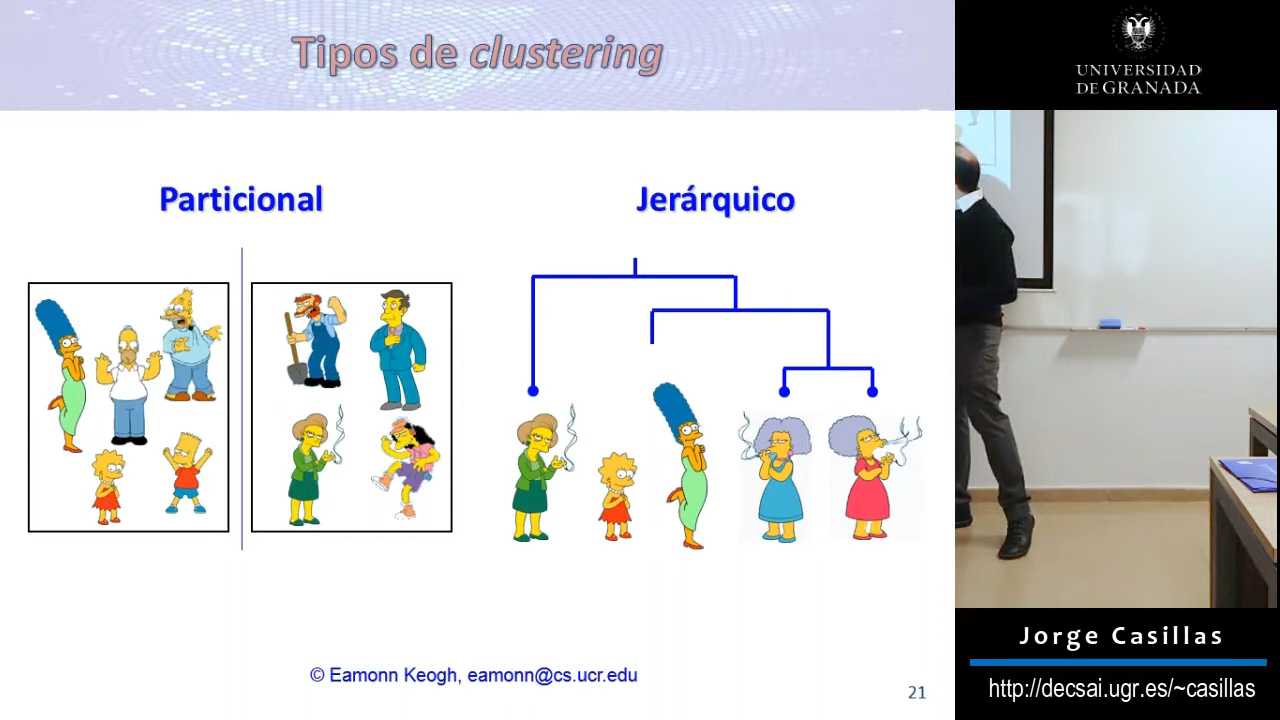 Tipos de clustering
Particional
Jerárquico
© Eamonn Keogh, eamonn@cs.ucr.edu
21
UNIVERSIDAD
DE GRANADA
Jorge Casillas
http://decsai.ugr.es/~casillas